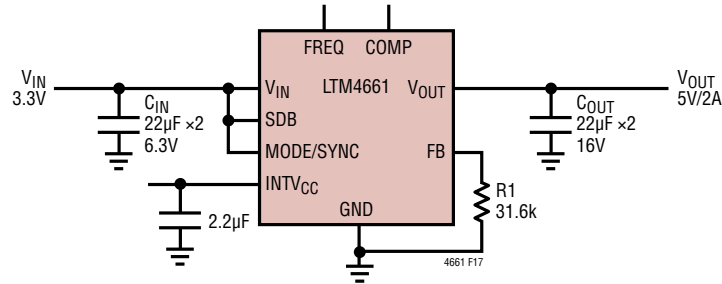 FREQ COMP
V_IN
3.3V
C_IN
22µF ×2
6.3V
V_IN
LTM4661
V_OUT
SDB
MODE/SYNC
FB
INTV_CC
GND
2.2µF
C_OUT
22µF ×2
16V
V_OUT
5V/2A
R1
31.6k
4661 F17